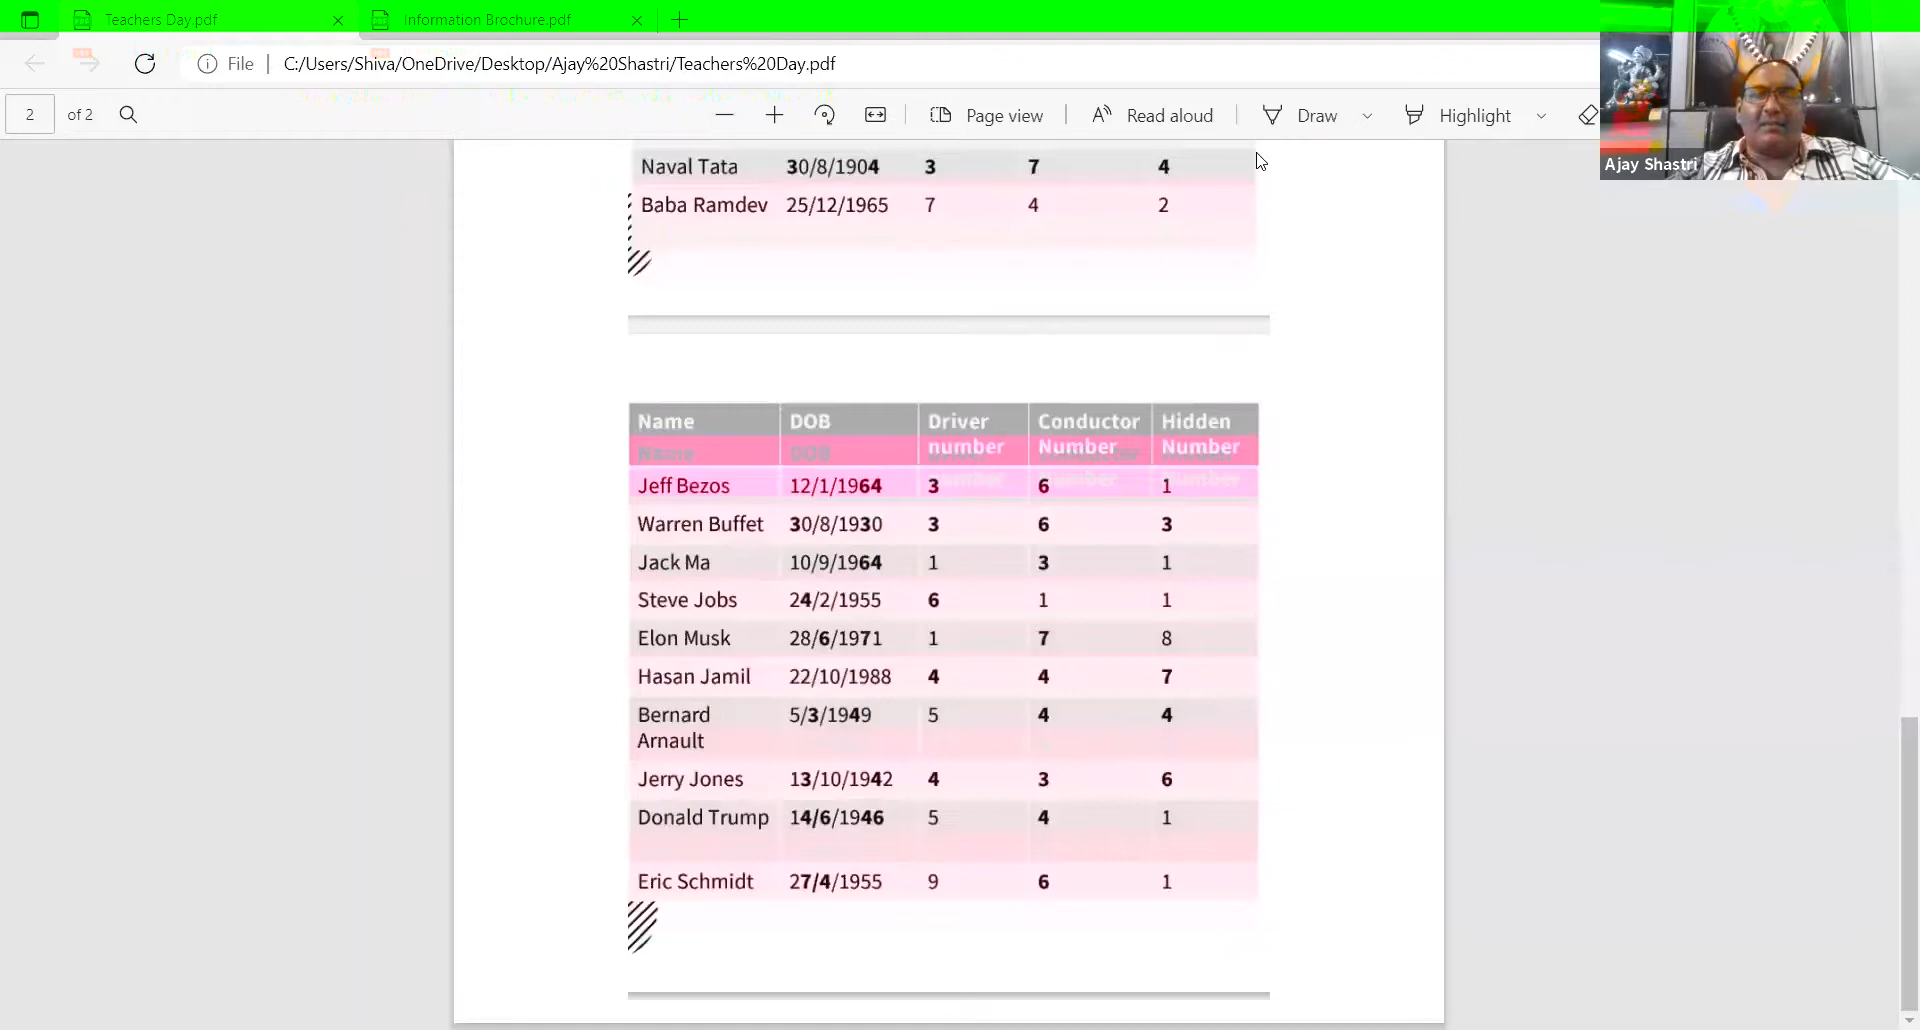 Teachers Day.pdf Information Brochure.pdf
File C:/Users/Shiva/OneDrive/Desktop/Ajay%20Shastri/Teachers%20Day.pdf
2 of 2 Page view A Read aloud Draw Highlight
Ajay Shastri
Naval Tata 30/8/1904 3 7 4
Baba Ramdev 25/12/1965 7 4 2
Name DOB Driver Conductor Hidden
number Number Number
Name DOB
Jeff Bezos 12/1/1964 3 6 1
Warren Buffet 30/8/1930 3 6 3
Jack Ma 10/9/1964 1 3 1
Steve Jobs 24/2/1955 6 1 1
Elon Musk 28/6/1971 1 7 8
Hasan Jamil 22/10/1988 4 4 7
Bernard 5/3/1949 5 4 4
Arnault
Jerry Jones 13/10/1942 4 3 6
Donald Trump 14/6/1946 5 4 1
Eric Schmidt 27/4/1955 9 6 1